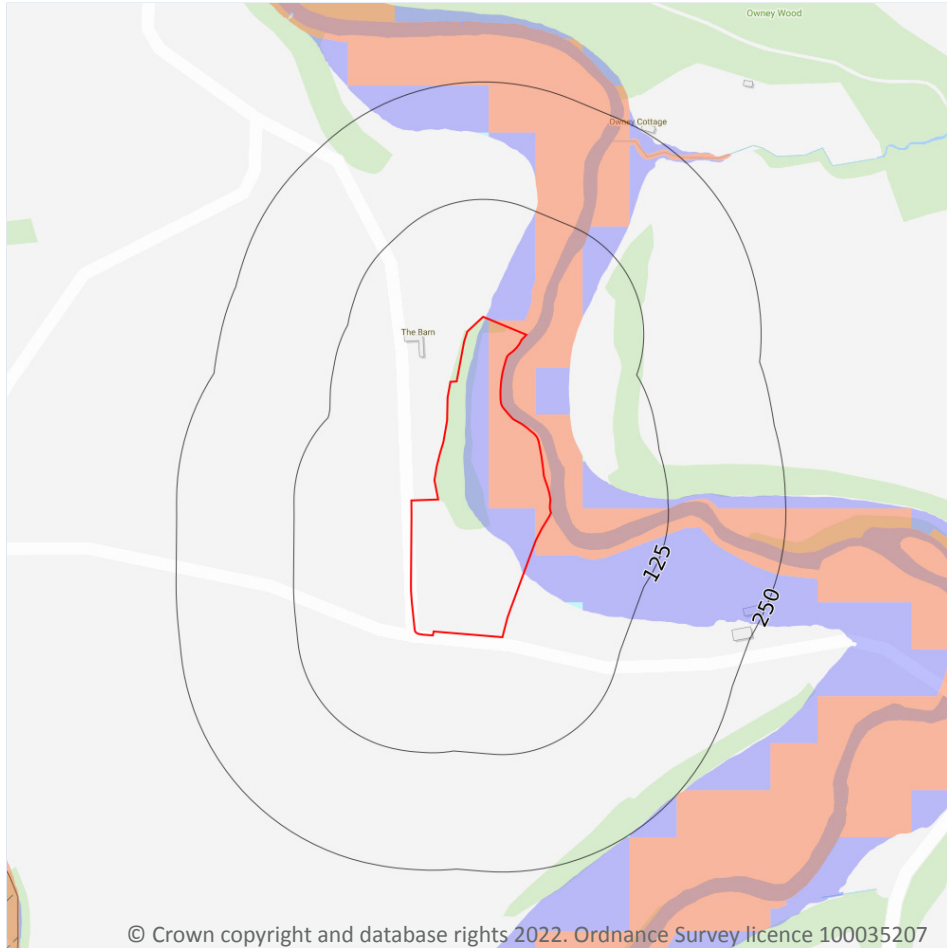 Owney Wood
Owney Cottage
The Barn
125
250
© Crown copyright and database rights 2022. Ordnance Survey licence 100035207